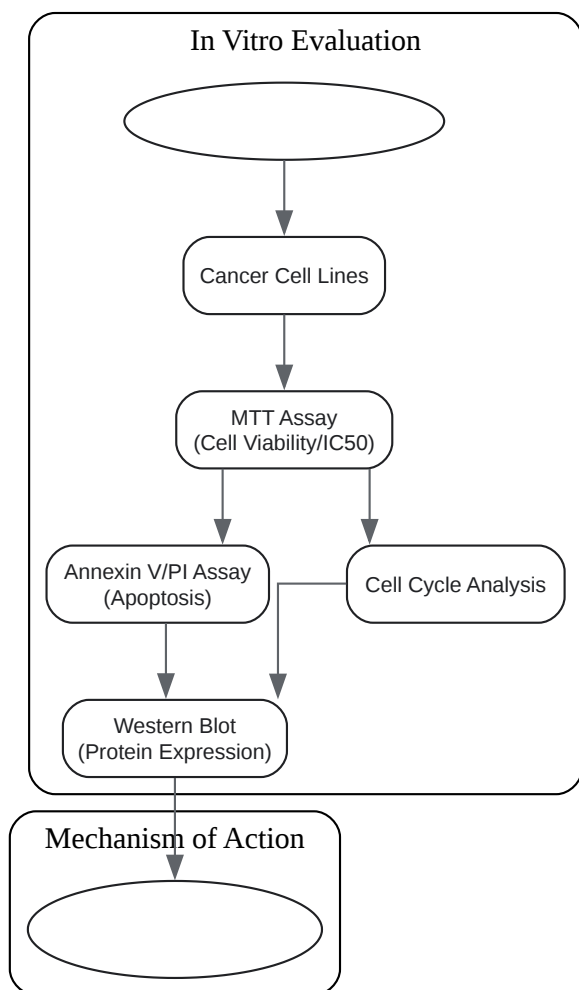 In Vitro Evaluation
Cancer Cell Lines
MTT Assay
(Cell Viability/IC50)
Annexin V/PI Assay
(Apoptosis)
Cell Cycle Analysis
Western Blot
(Protein Expression)
Mechanism of Action